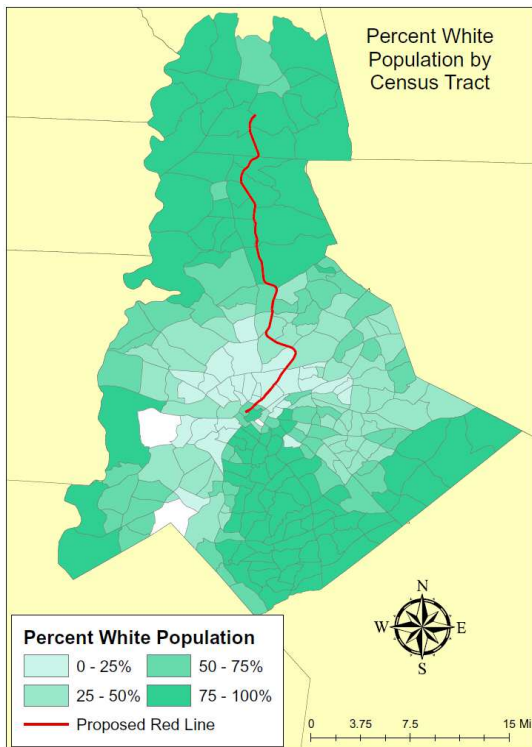 Percent White
Population by
Census Tract
N
W E
S
Percent White Population
0 - 25% 50 - 75%
25 - 50% 75 - 100%
Proposed Red Line
0 3.75 7.5 15 Mi